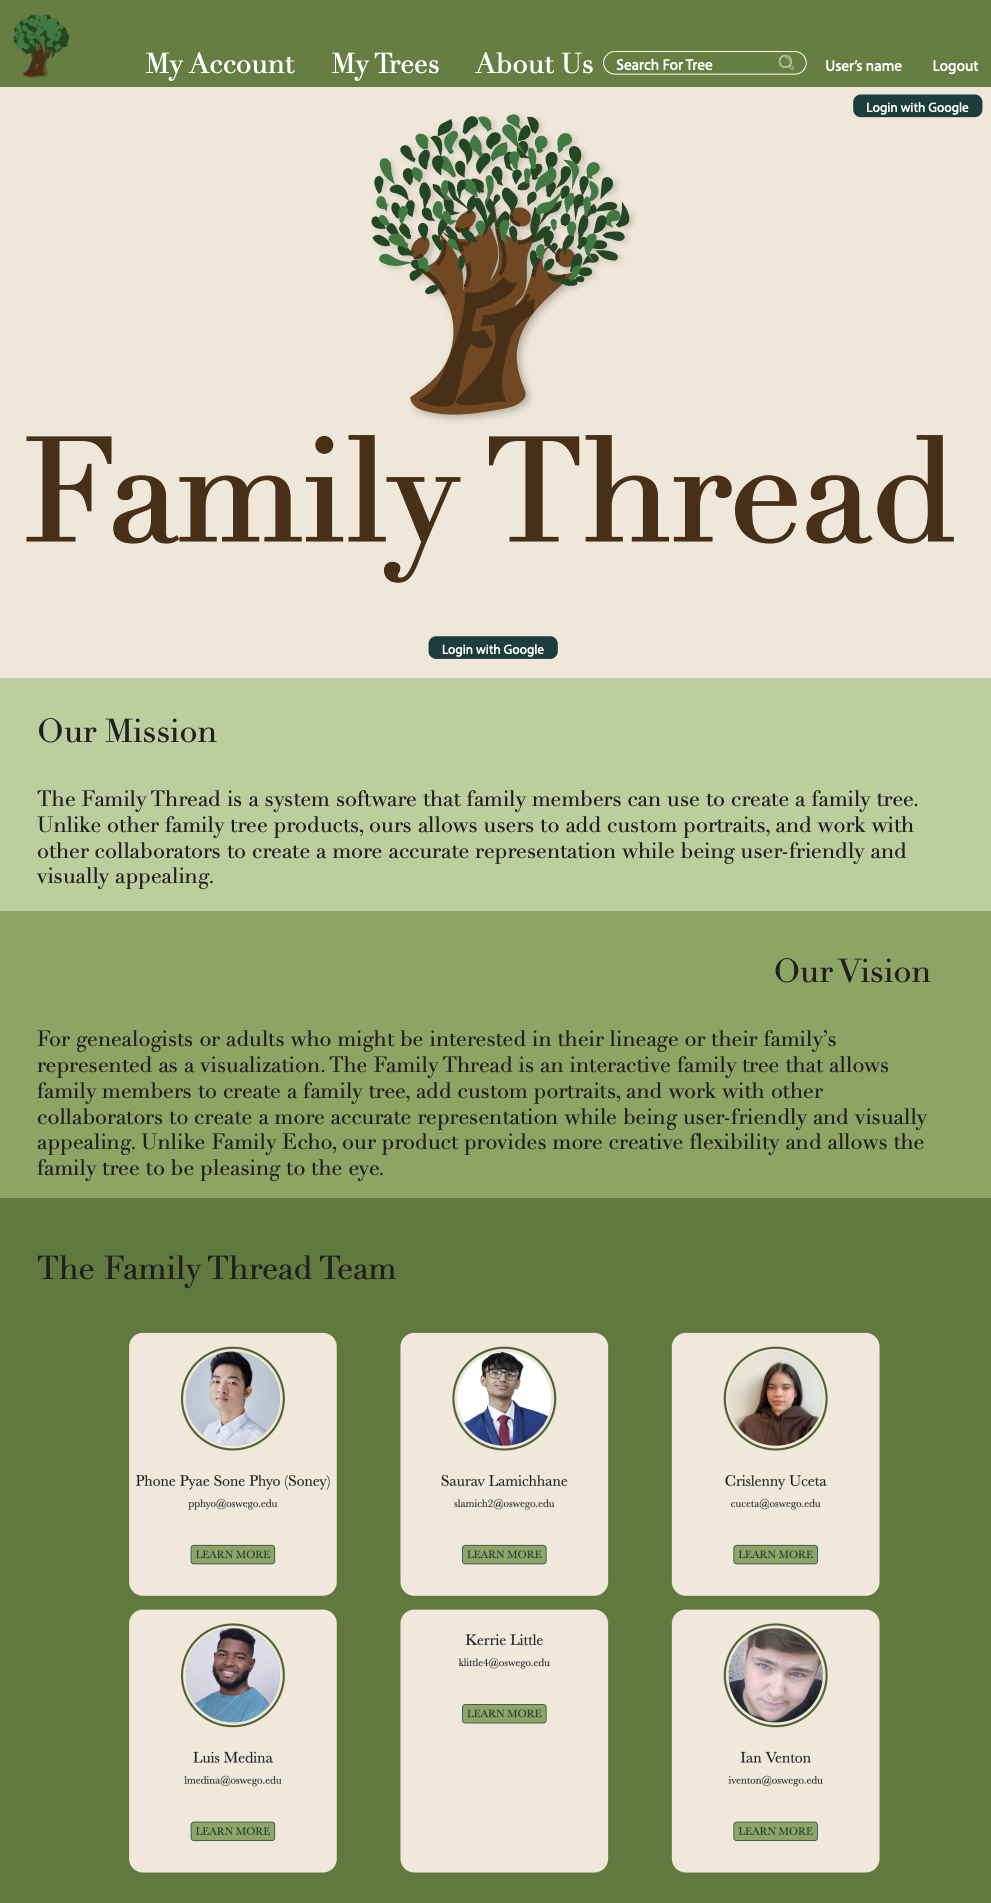 My Account My Trees About Us Search For Tree User's name Logout
Login with Google
FT
Family Thread
Login with Google
Our Mission
The Family Thread is a system software that family members can use to create a family tree.
Unlike other family tree products, ours allows users to add custom portraits, and work with
other collaborators to create a more accurate representation while being user-friendly and
visually appealing.
Our Vision
For genealogists or adults who might be interested in their lineage or their family’s
represented as a visualization. The Family Thread is an interactive family tree that allows
family members to create a family tree, add custom portraits, and work with other
collaborators to create a more accurate representation while being user-friendly and visually
appealing. Unlike Family Echo, our product provides more creative flexibility and allows the
family tree to be pleasing to the eye.
The Family Thread Team
Phone Pyae Sone Phyo (Soney) Saurav Lamichhane Crislenny Uceta
pphyo@oswego.edu slamich2@oswego.edu cuceta@oswego.edu
LEARN MORE LEARN MORE LEARN MORE
Kerrie Little
klittle4@oswego.edu
LEARN MORE
Luis Medina Ian Venton
lmedina@oswego.edu iventon@oswego.edu
LEARN MORE LEARN MORE